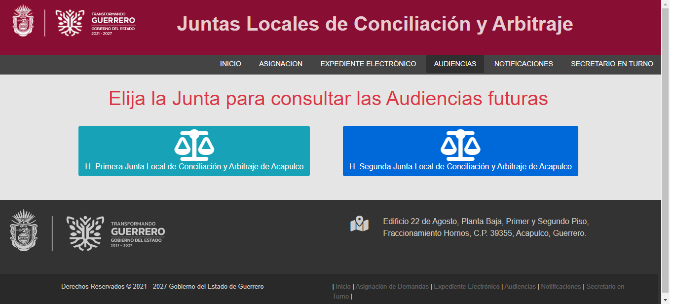 TRANSFORMANDO
GUERRERO
GOBIERNO DEL ESTADO
2021 - 2027
Juntas Locales de Conciliación y Arbitraje
INICIO ASIGNACION EXPEDIENTE ELECTRÓNICO AUDIENCIAS NOTIFICACIONES SECRETARIO EN TURNO
Elija la Junta para consultar las Audiencias futuras
H. Primera Junta Local de Conciliación y Arbitraje de Acapulco
H. Segunda Junta Local de Conciliación y Arbitraje de Acapulco
TRANSFORMANDO
GUERRERO
GOBIERNO DEL ESTADO
2021 - 2027
Edificio 22 de Agosto, Planta Baja, Primer y Segundo Piso,
Fraccionamiento Hornos, C.P. 39355, Acapulco, Guerrero.
Derechos Reservados © 2021 - 2027 Gobierno del Estado de Guerrero
| Inicio | Asignación de Demandas | Expediente Electrónico | Audiencias | Notificaciones | Secretario en
Turno |